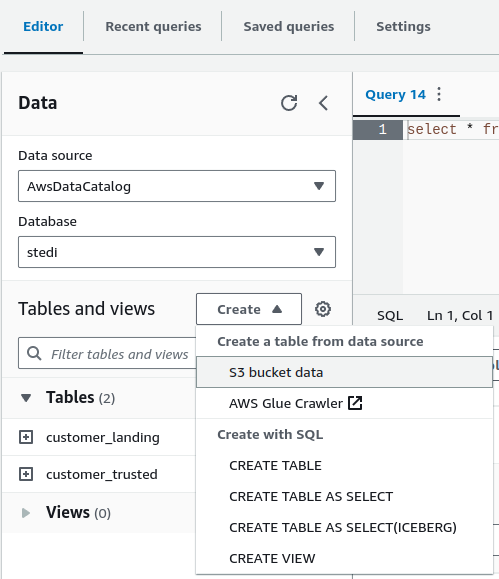 Editor Recent queries Saved queries Settings
Data
Query 14
1 select * fr
Data source
AwsDataCatalog
Database
stedi
Tables and views Create
SQL Ln 1, Col 1
Filter tables and views
Create a table from data source
S3 bucket data
AWS Glue Crawler
Create with SQL
CREATE TABLE
CREATE TABLE AS SELECT
CREATE TABLE AS SELECT(ICEBERG)
CREATE VIEW
Tables (2)
customer_landing
customer_trusted
Views (0)